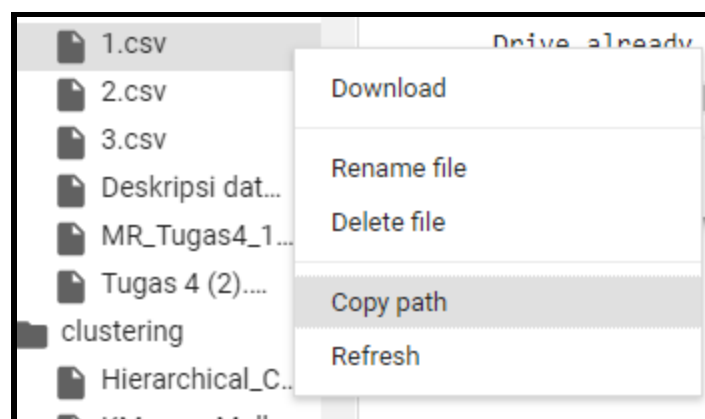 1.csv
2.csv
3.csv
Deskripsi dat...
MR_Tugas4_1...
Tugas 4 (2)....
clustering
Hierarchical_C...
Drive already
Download
Rename file
Delete file
Copy path
Refresh